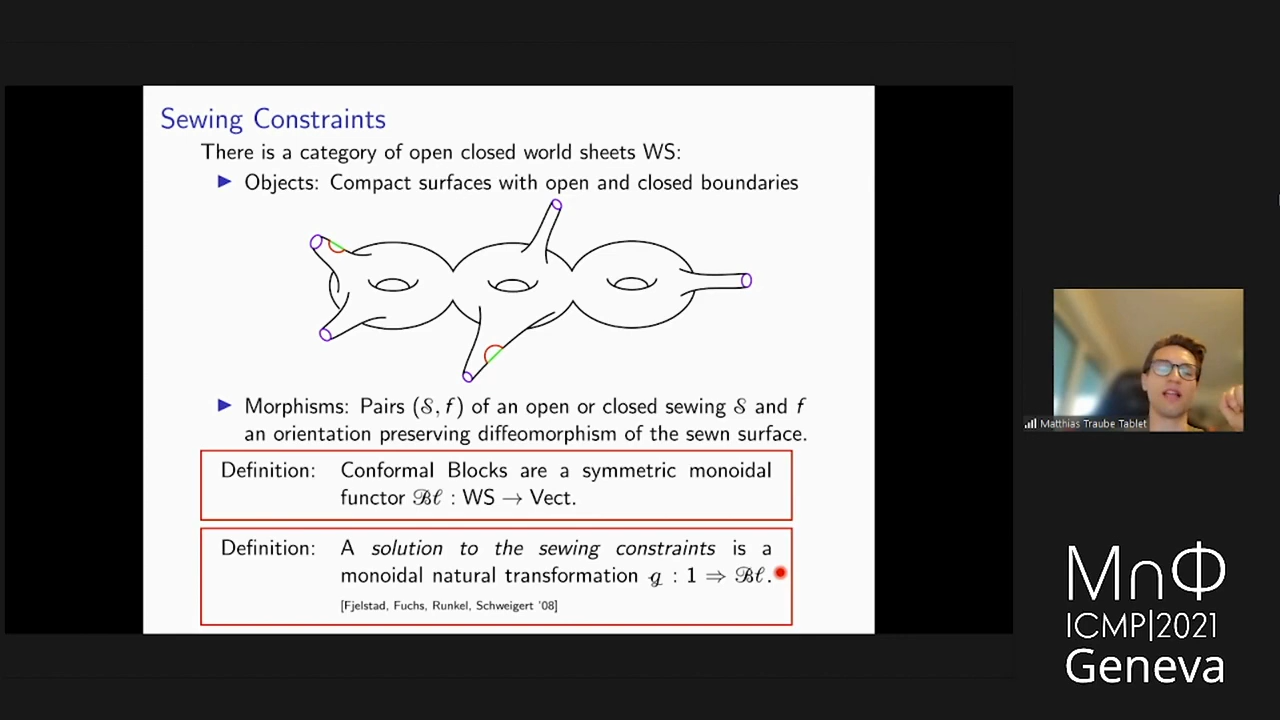 Sewing Constraints
There is a category of open closed world sheets WS:
▶ Objects: Compact surfaces with open and closed boundaries
▶ Morphisms: Pairs (𝒮, f) of an open or closed sewing 𝒮 and f
an orientation preserving diffeomorphism of the sewn surface.
Definition: Conformal Blocks are a symmetric monoidal
functor ℬℓ : WS → Vect.
Definition: A solution to the sewing constraints is a
monoidal natural transformation ℊ : 1 ⇒ ℬℓ.
[Fjelstad, Fuchs, Runkel, Schweigert '08]
Matthias Traube Tablet
M∩Φ
ICMP|2021
Geneva